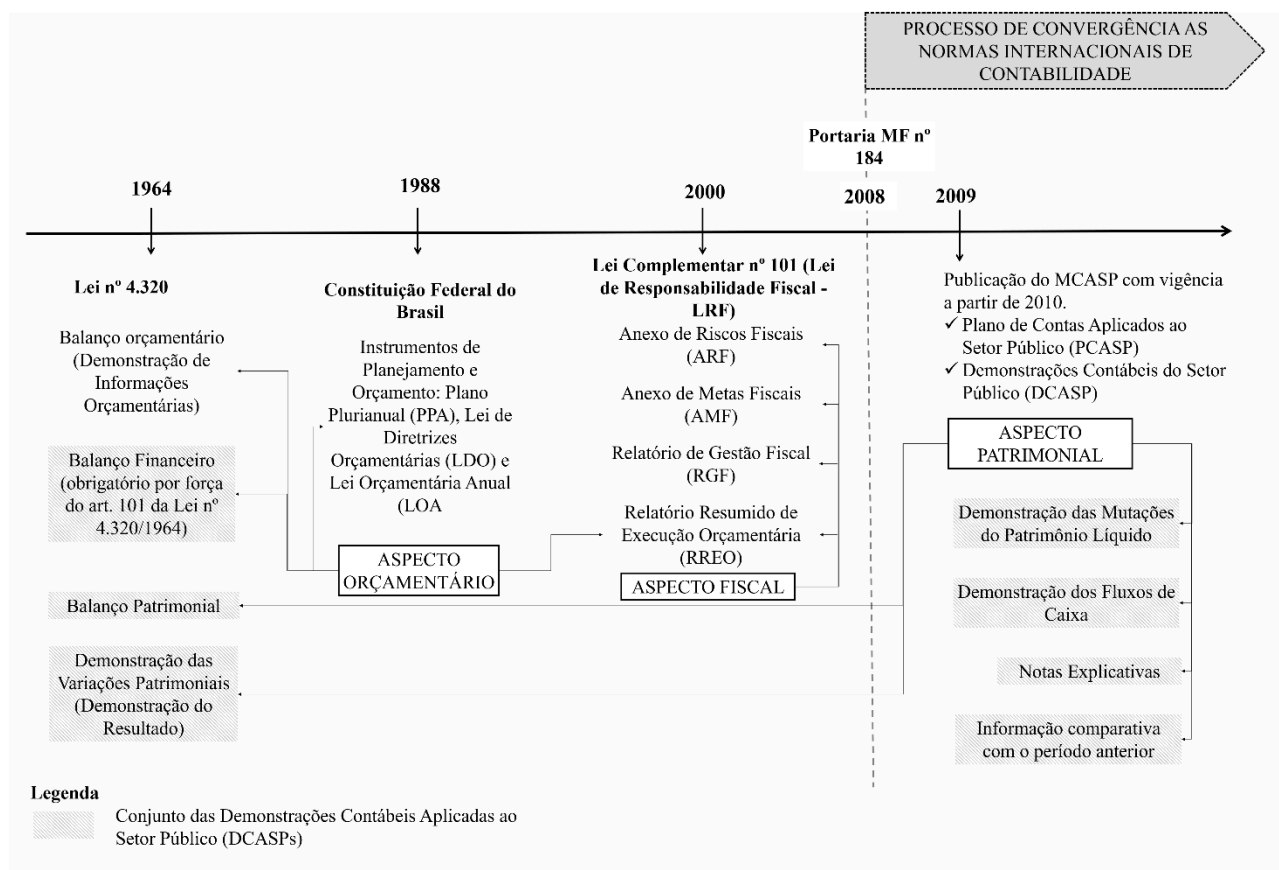 PROCESSO DE CONVERGÊNCIA AS
NORMAS INTERNACIONAIS DE
CONTABILIDADE
Portaria MF nº
184
1964
1988
2000
2008
2009
Lei nº 4.320
Balanço orçamentário
(Demonstração de
Informações
Orçamentárias)
Balanço Financeiro
(obrigatório por força
do art. 101 da Lei nº
4.320/1964)
Balanço Patrimonial
Demonstração das
Variações Patrimoniais
(Demonstração do
Resultado)
Constituição Federal do
Brasil
Instrumentos de
Planejamento e
Orçamento: Plano
Plurianual (PPA), Lei de
Diretrizes
Orçamentárias (LDO) e
Lei Orçamentária Anual
(LOA
ASPECTO
ORÇAMENTÁRIO
Lei Complementar nº 101 (Lei
de Responsabilidade Fiscal -
LRF)
Anexo de Riscos Fiscais
(ARF)
Anexo de Metas Fiscais
(AMF)
Relatório de Gestão Fiscal
(RGF)
Relatório Resumido de
Execução Orçamentária
(RREO)
ASPECTO FISCAL
Publicação do MCASP com vigência
a partir de 2010.
✓ Plano de Contas Aplicados ao
Setor Público (PCASP)
✓ Demonstrações Contábeis do Setor
Público (DCASP)
ASPECTO
PATRIMONIAL
Demonstração das Mutações
do Patrimônio Líquido
Demonstração dos Fluxos de
Caixa
Notas Explicativas
Informação comparativa
com o período anterior
Legenda
Conjunto das Demonstrações Contábeis Aplicadas ao
Setor Público (DCASPs)